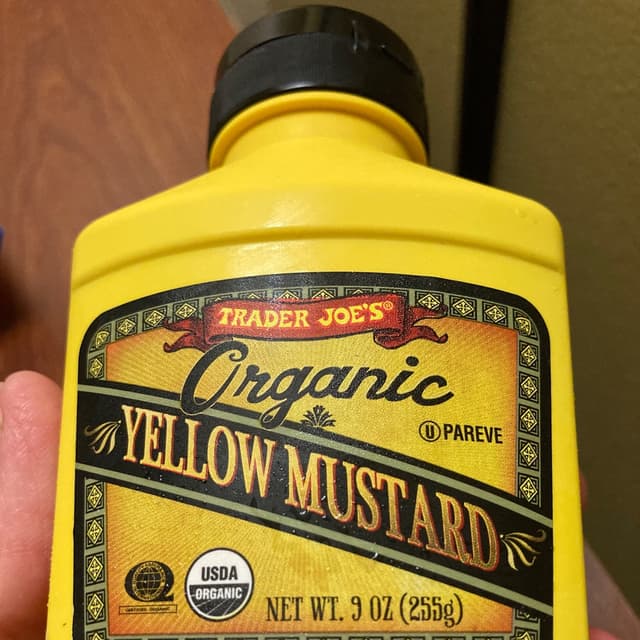 TRADER JOE'S®
Organic
Ⓤ PAREVE
YELLOW MUSTARD
USDA
ORGANIC
NET WT. 9 OZ (255g)